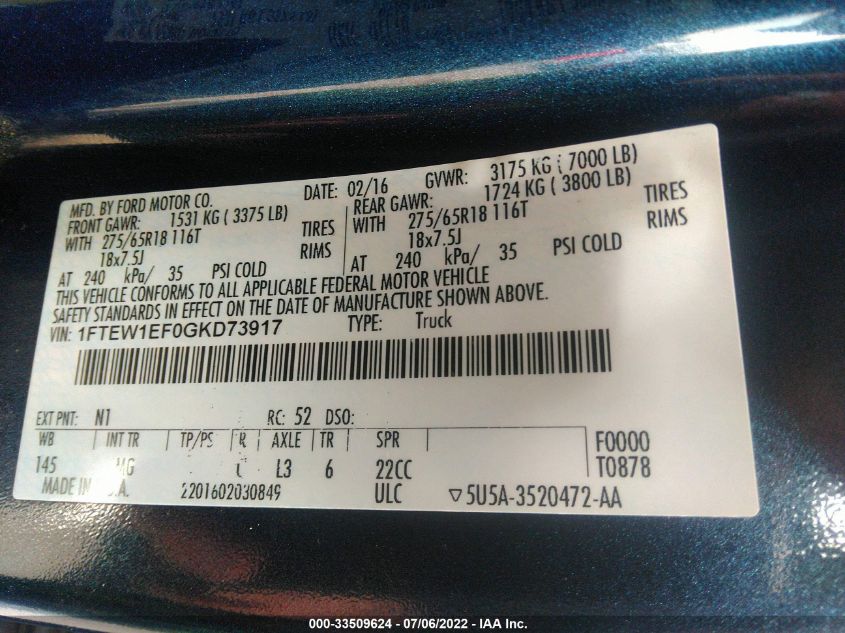 MFD. BY FORD MOTOR CO. DATE: 02/16 GVWR: 3175 KG ( 7000 LB)
FRONT GAWR: 1531 KG ( 3375 LB) REAR GAWR: 1724 KG ( 3800 LB)
WITH 275/65R18 116T TIRES WITH 275/65R18 116T TIRES
18x7.5J RIMS 18x7.5J RIMS
AT 240 kPa/ 35 PSI COLD AT 240 kPa/ 35 PSI COLD
THIS VEHICLE CONFORMS TO ALL APPLICABLE FEDERAL MOTOR VEHICLE
SAFETY STANDARDS IN EFFECT ON THE DATE OF MANUFACTURE SHOWN ABOVE.
VIN: 1FTEW1EF0GKD73917 TYPE: Truck
EXT PNT: N1 RC: 52 DSO:
WB INT TR TP/PS R AXLE TR SPR F0000
145 MG L3 6 22CC T0878
MADE IN 2201602030849 ULC ▽5U5A-3520472-AA
000-33509624 - 07/06/2022 - IAA Inc.